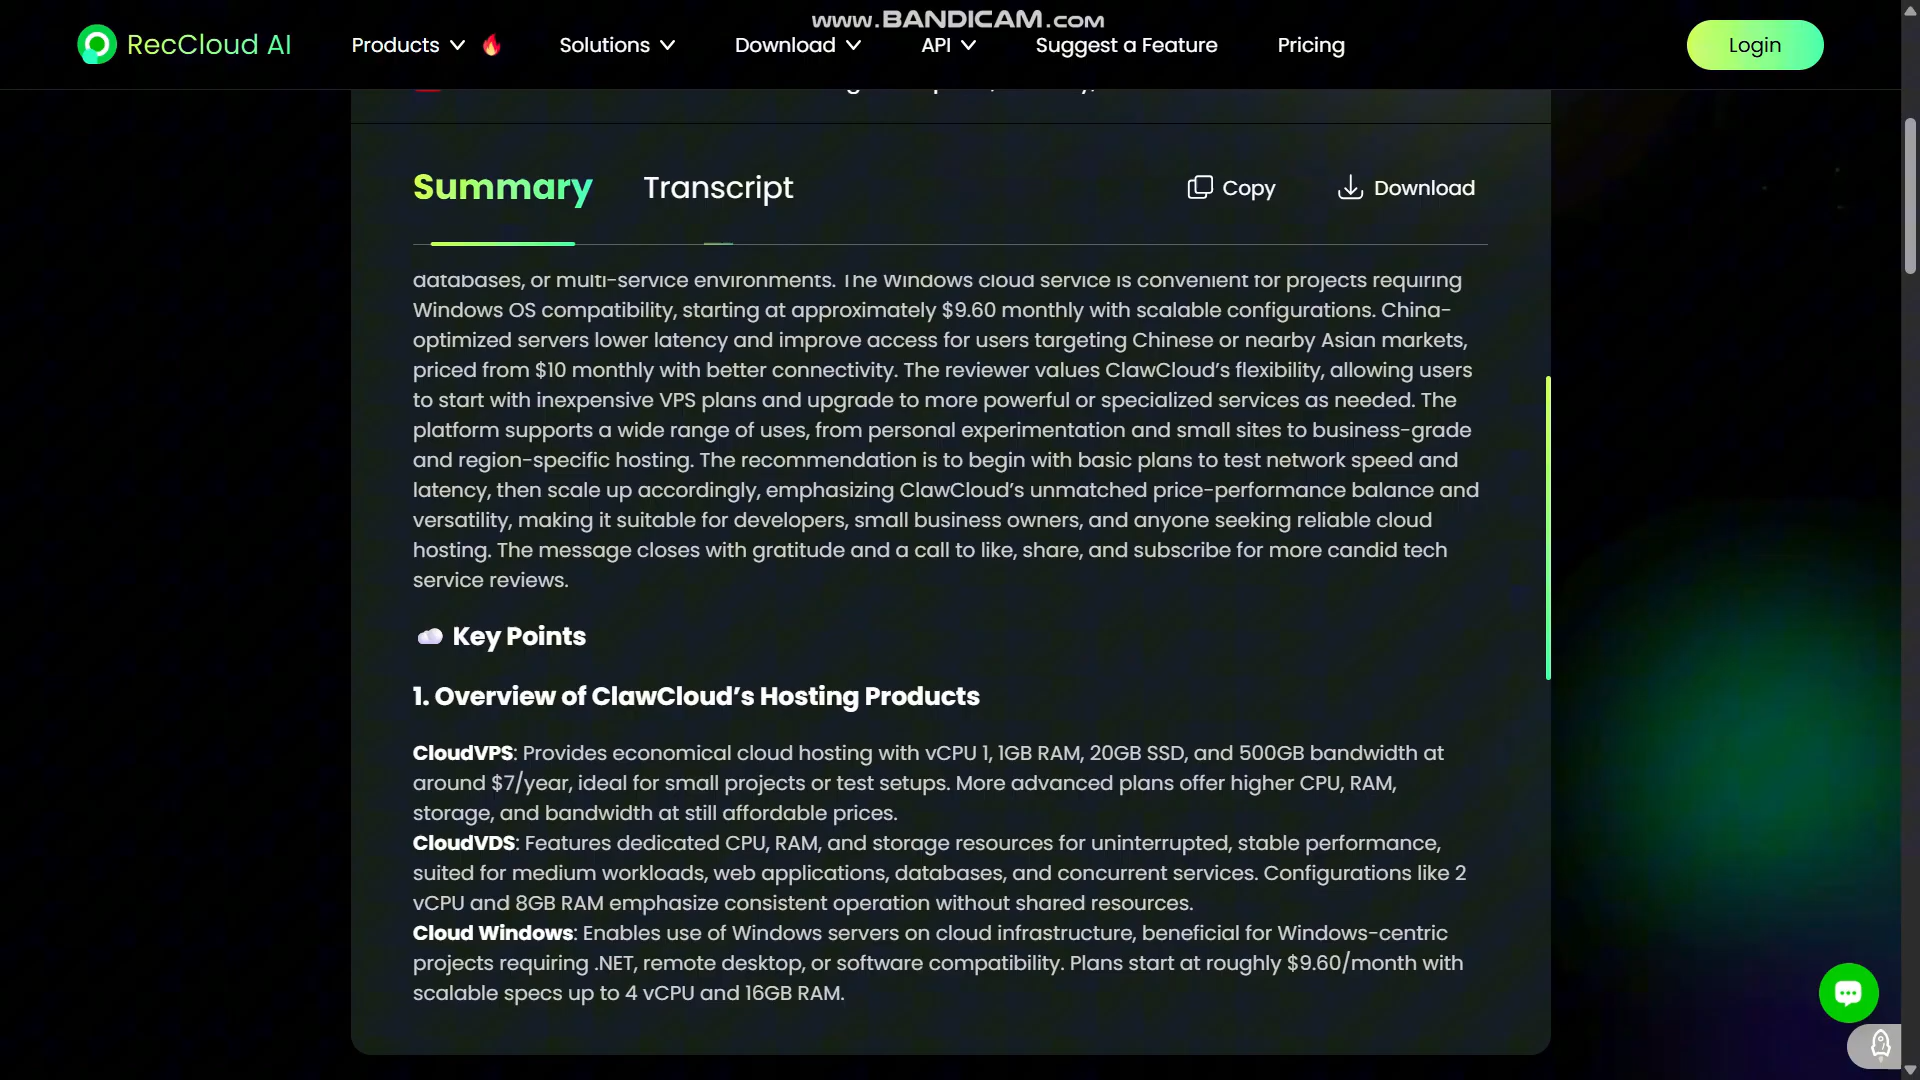 www.BANDICAM.com
RecCloud AI
Products
Solutions
Download
API
Suggest a Feature
Pricing
Login
Summary
Transcript
Copy
Download
databases, or multi-service environments. The Windows cloud service is convenient for projects requiring
Windows OS compatibility, starting at approximately $9.60 monthly with scalable configurations. China-
optimized servers lower latency and improve access for users targeting Chinese or nearby Asian markets,
priced from $10 monthly with better connectivity. The reviewer values ClawCloud’s flexibility, allowing users
to start with inexpensive VPS plans and upgrade to more powerful or specialized services as needed. The
platform supports a wide range of uses, from personal experimentation and small sites to business-grade
and region-specific hosting. The recommendation is to begin with basic plans to test network speed and
latency, then scale up accordingly, emphasizing ClawCloud’s unmatched price-performance balance and
versatility, making it suitable for developers, small business owners, and anyone seeking reliable cloud
hosting. The message closes with gratitude and a call to like, share, and subscribe for more candid tech
service reviews.
Key Points
1. Overview of ClawCloud’s Hosting Products
CloudVPS: Provides economical cloud hosting with vCPU 1, 1GB RAM, 20GB SSD, and 500GB bandwidth at
around $7/year, ideal for small projects or test setups. More advanced plans offer higher CPU, RAM,
storage, and bandwidth at still affordable prices.
CloudVDS: Features dedicated CPU, RAM, and storage resources for uninterrupted, stable performance,
suited for medium workloads, web applications, databases, and concurrent services. Configurations like 2
vCPU and 8GB RAM emphasize consistent operation without shared resources.
Cloud Windows: Enables use of Windows servers on cloud infrastructure, beneficial for Windows-centric
projects requiring .NET, remote desktop, or software compatibility. Plans start at roughly $9.60/month with
scalable specs up to 4 vCPU and 16GB RAM.